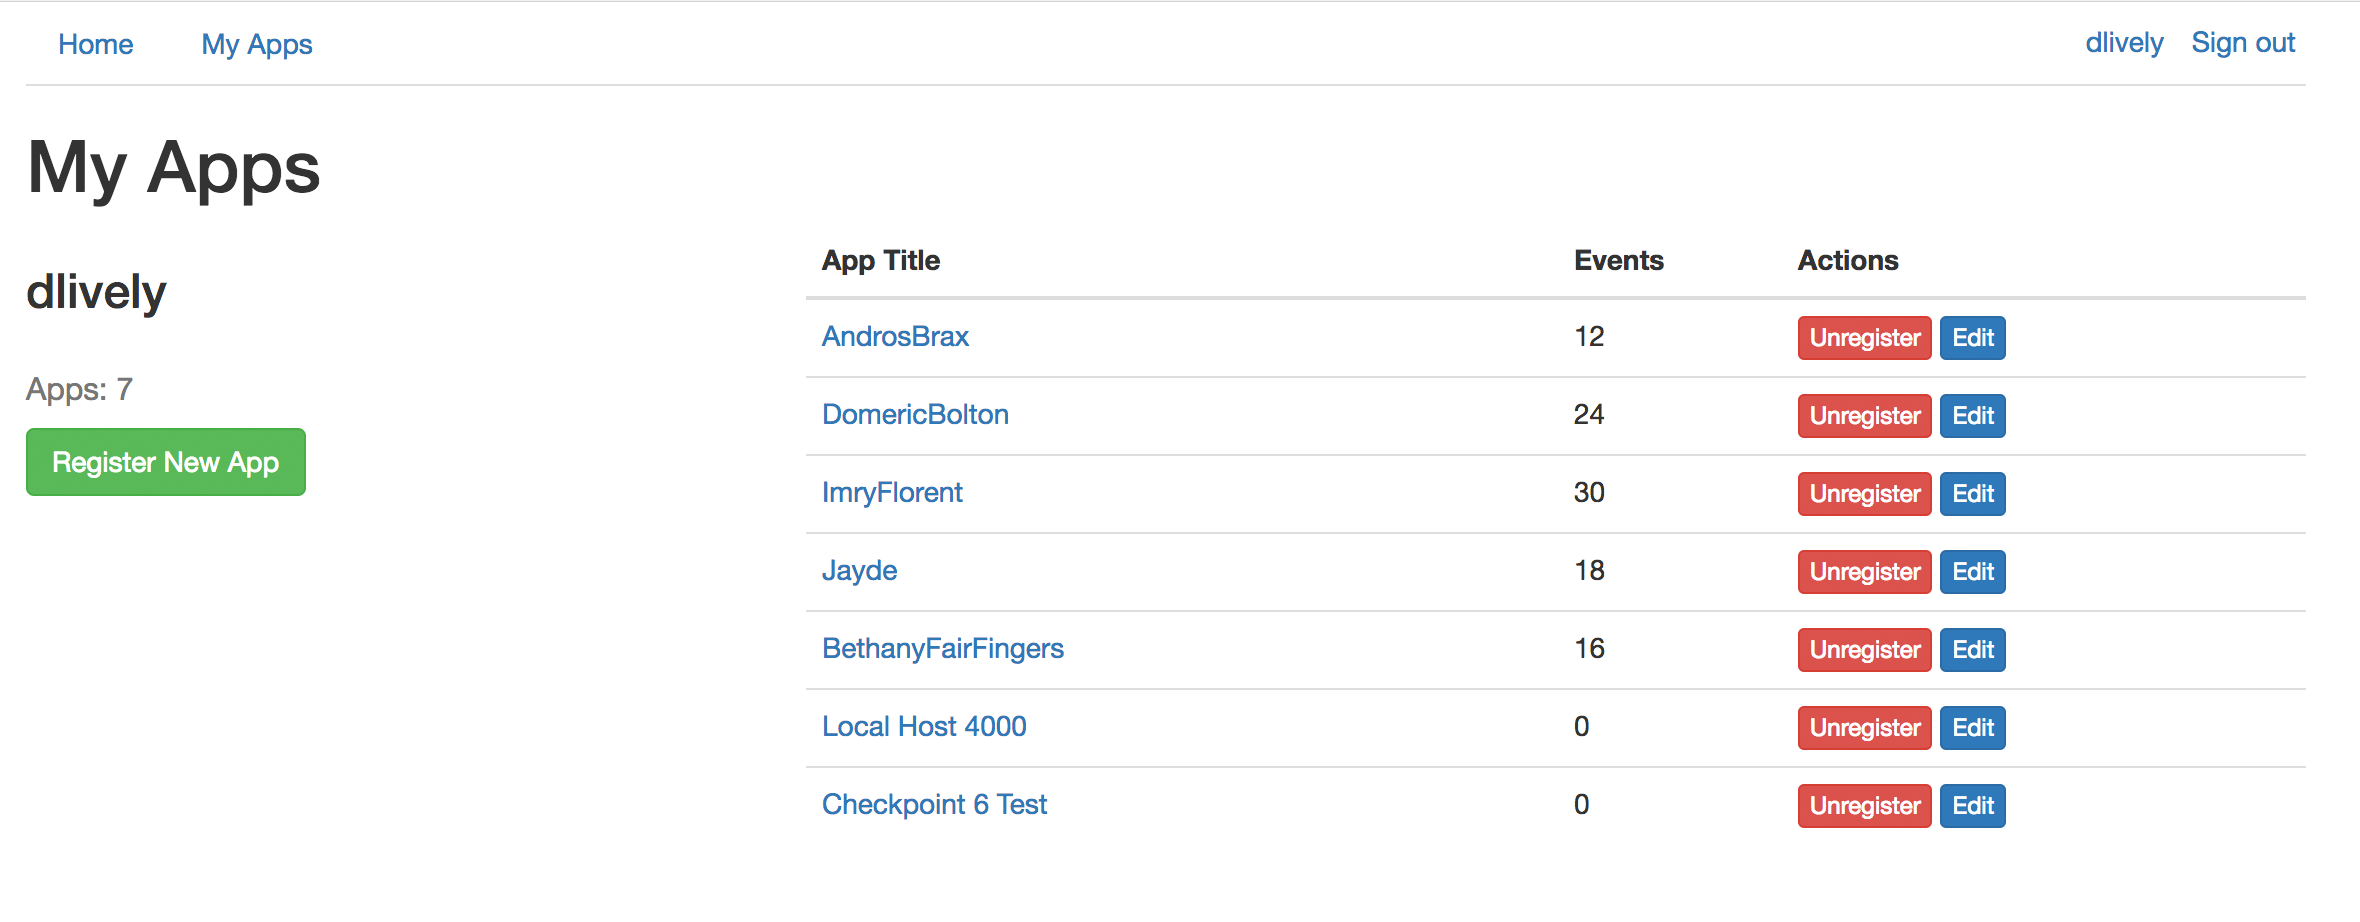 Home My Apps dlively Sign out
My Apps
dlively
Apps: 7
Register New App
App Title Events Actions
AndrosBrax 12 Unregister Edit
DomericBolton 24 Unregister Edit
ImryFlorent 30 Unregister Edit
Jayde 18 Unregister Edit
BethanyFairFingers 16 Unregister Edit
Local Host 4000 0 Unregister Edit
Checkpoint 6 Test 0 Unregister Edit